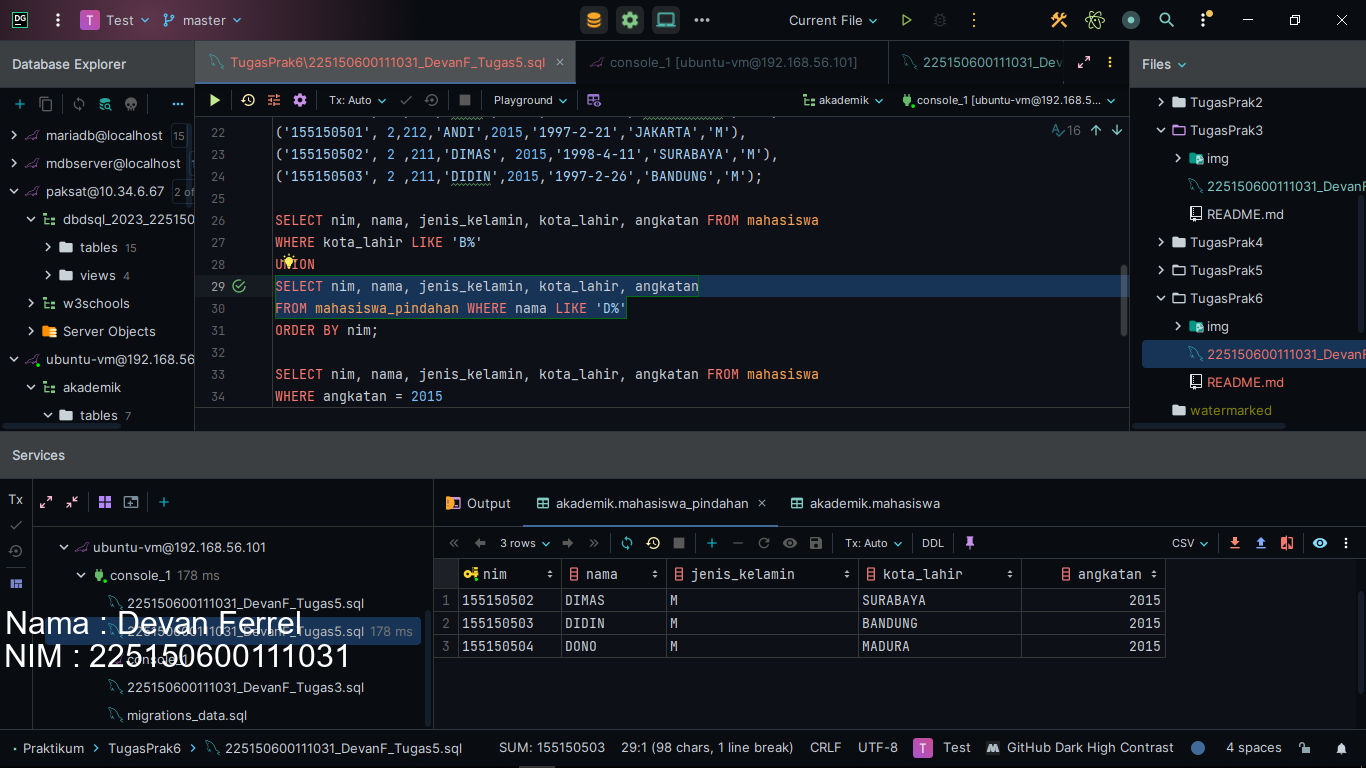 DG
T Test master
Current File
Database Explorer
TugasPrak6\225150600111031_DevanF_Tugas5.sql
console_1 [ubuntu-vm@192.168.56.101]
225150600111031_Dev
Files
Tx: Auto
Playground
akademik
console_1 [ubuntu-vm@192.168.5...
mariadb@localhost 15
mdbserver@localhost
paksat@10.34.6.67 2 of
dbdsql_2023_225150
tables 15
views 4
w3schools
Server Objects
ubuntu-vm@192.168.56
akademik
tables 7
16
22 ('155150501', 2,212,'ANDI',2015,'1997-2-21','JAKARTA','M'),
23 ('155150502', 2 ,211,'DIMAS', 2015,'1998-4-11','SURABAYA','M'),
24 ('155150503', 2 ,211,'DIDIN',2015,'1997-2-26','BANDUNG','M');
25
26 SELECT nim, nama, jenis_kelamin, kota_lahir, angkatan FROM mahasiswa
27 WHERE kota_lahir LIKE 'B%'
28 UNION
29 SELECT nim, nama, jenis_kelamin, kota_lahir, angkatan
30 FROM mahasiswa_pindahan WHERE nama LIKE 'D%'
31 ORDER BY nim;
32
33 SELECT nim, nama, jenis_kelamin, kota_lahir, angkatan FROM mahasiswa
34 WHERE angkatan = 2015
TugasPrak2
TugasPrak3
img
225150600111031_DevanF
README.md
TugasPrak4
TugasPrak5
TugasPrak6
img
225150600111031_DevanF
README.md
watermarked
Services
Tx
ubuntu-vm@192.168.56.101
console_1 178 ms
225150600111031_DevanF_Tugas5.sql
225150600111031_DevanF_Tugas5.sql 178 ms
console_1
225150600111031_DevanF_Tugas3.sql
migrations_data.sql
Nama : Devan Ferrel
NIM : 225150600111031
Output
akademik.mahasiswa_pindahan
akademik.mahasiswa
3 rows
Tx: Auto
DDL
CSV
nim nama jenis_kelamin kota_lahir angkatan
1 155150502 DIMAS M SURABAYA 2015
2 155150503 DIDIN M BANDUNG 2015
3 155150504 DONO M MADURA 2015
Praktikum > TugasPrak6 > 225150600111031_DevanF_Tugas5.sql
SUM: 155150503
29:1 (98 chars, 1 line break)
CRLF
UTF-8
T Test
GitHub Dark High Contrast
4 spaces